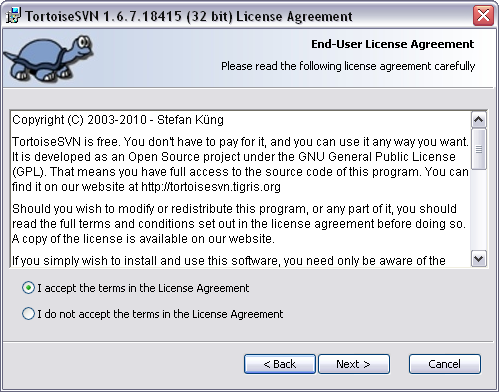 TortoiseSVN 1.6.7.18415 (32 bit) License Agreement
End-User License Agreement
Please read the following license agreement carefully
Copyright (C) 2003-2010 - Stefan Küng
TortoiseSVN is free. You don't have to pay for it, and you can use it any way you want.
It is developed as an Open Source project under the GNU General Public License
(GPL). That means you have full access to the source code of this program. You can
find it on our website at http://tortoisesvn.tigris.org
Should you wish to modify or redistribute this program, or any part of it, you should
read the full terms and conditions set out in the license agreement before doing so.
A copy of the license is available on our website.
If you simply wish to install and use this software, you need only be aware of the
I accept the terms in the License Agreement
I do not accept the terms in the License Agreement
< Back
Next >
Cancel